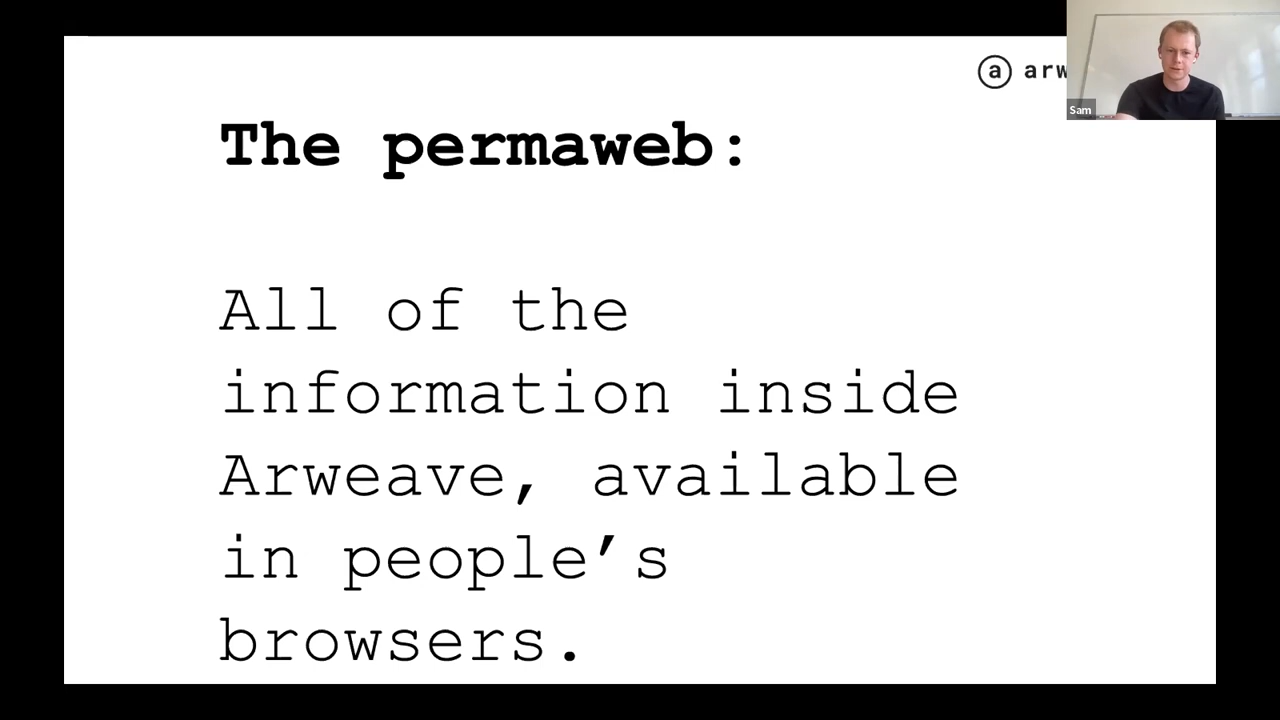 a arw
Sam
The permaweb:
All of the
information inside
Arweave, available
in people’s
browsers.